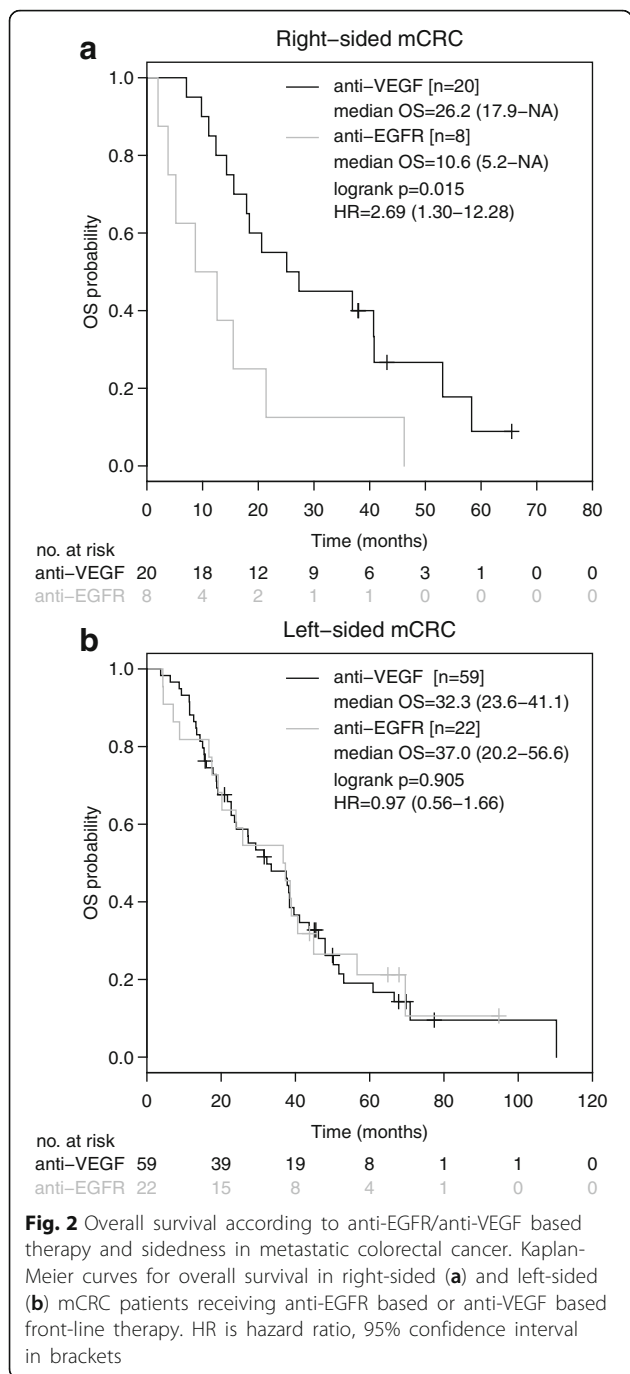 a
Right−sided mCRC
anti−VEGF [n=20]
median OS=26.2 (17.9−NA)
anti−EGFR [n=8]
median OS=10.6 (5.2−NA)
logrank p=0.015
HR=2.69 (1.30−12.28)
OS probability
1.0
0.8
0.6
0.4
0.2
0.0
0 10 20 30 40 50 60 70 80
Time (months)
no. at risk
anti−VEGF 20 18 12 9 6 3 1 0 0
anti−EGFR 8 4 2 1 1 0 0 0 0
b
Left−sided mCRC
anti−VEGF [n=59]
median OS=32.3 (23.6−41.1)
anti−EGFR [n=22]
median OS=37.0 (20.2−56.6)
logrank p=0.905
HR=0.97 (0.56−1.66)
OS probability
1.0
0.8
0.6
0.4
0.2
0.0
0 20 40 60 80 100 120
Time (months)
no. at risk
anti−VEGF 59 39 19 8 1 1 0
anti−EGFR 22 15 8 4 1 0 0
Fig. 2 Overall survival according to anti-EGFR/anti-VEGF based
therapy and sidedness in metastatic colorectal cancer. Kaplan-
Meier curves for overall survival in right-sided (a) and left-sided
(b) mCRC patients receiving anti-EGFR based or anti-VEGF based
front-line therapy. HR is hazard ratio, 95% confidence interval
in brackets